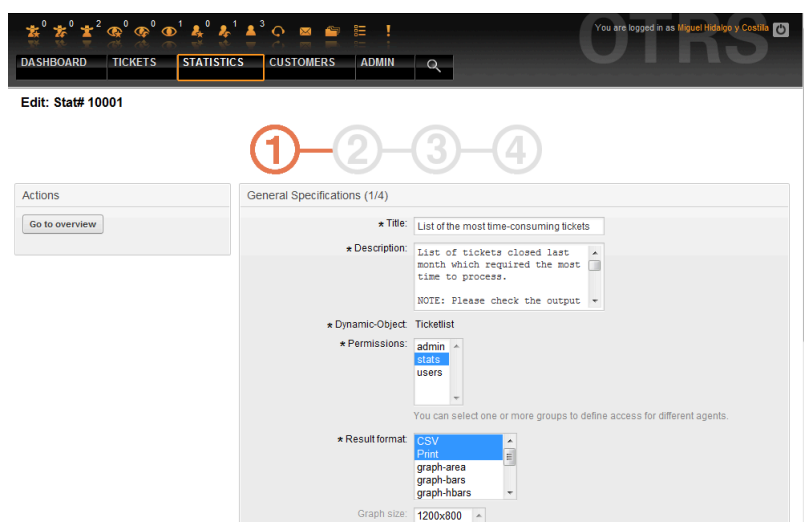 0 0 2 0 0 1 0 1 3
You are logged in as Miguel Hidalgo y Costilla
OTRS
DASHBOARD TICKETS STATISTICS CUSTOMERS ADMIN
Edit: Stat# 10001
1 2 3 4
Actions
Go to overview
General Specifications (1/4)
★ Title: List of the most time-consuming tickets
★ Description: List of tickets closed last
month which required the most
time to process.
NOTE: Please check the output
★ Dynamic-Object: Ticketlist
★ Permissions: admin
stats
users
You can select one or more groups to define access for different agents.
★ Result format: CSV
Print
graph-area
graph-bars
graph-hbars
Graph size: 1200x800